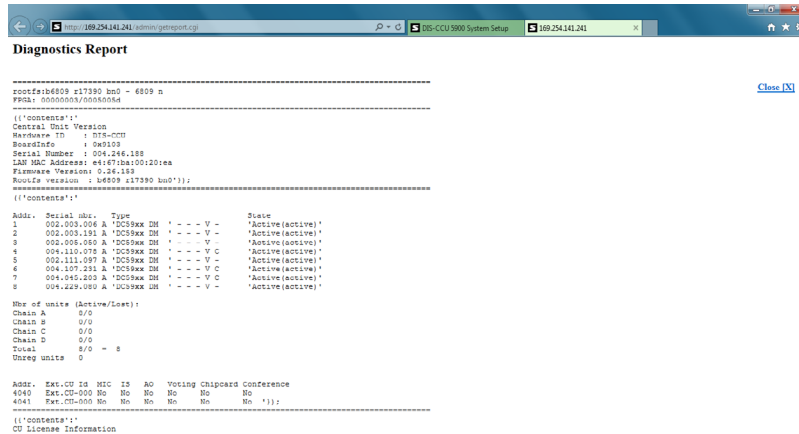 http://169.254.141.241/admin/getreport.cgi
DIS-CCU 5900 System Setup
169.254.141.241
Diagnostics Report
Close [X]
rootfs:b6809 r17390 bn0 - 6809 n
FPGA: 00000003/0005005d
(('contents':'
Central Unit Version
Hardware ID : DIS-CCU
BoardInfo : 0x9103
Serial Number : 004.246.188
LAN MAC Address: e4:67:ba:00:20:ea
Firmware Version: 0.26.153
Rootfs version : b6809 r17390 bn0'));
(('contents':'
Addr. Serial nbr. Type State
1 002.003.006 A 'DC59xx DM ' - - - V - 'Active(active)'
2 002.003.191 A 'DC59xx DM ' - - - V - 'Active(active)'
3 002.005.050 A 'DC59xx DM ' - - - V - 'Active(active)'
4 004.110.078 A 'DC59xx DM ' - - - V C 'Active(active)'
5 002.111.097 A 'DC59xx DM ' - - - V - 'Active(active)'
6 004.107.231 A 'DC59xx DM ' - - - V C 'Active(active)'
7 004.045.203 A 'DC59xx DM ' - - - V C 'Active(active)'
8 004.229.080 A 'DC59xx DM ' - - - V - 'Active(active)'
Nbr of units (Active/Lost):
Chain A 0/0
Chain B 0/0
Chain C 0/0
Chain D 0/0
Total 8/0 = 8
Unreg units 0
Addr. Ext.CU Id MIC IS AO Voting Chipcard Conference
4040 Ext.CU-000 No No No No No No
4041 Ext.CU-000 No No No No No No '));
(('contents':'
CU License Information